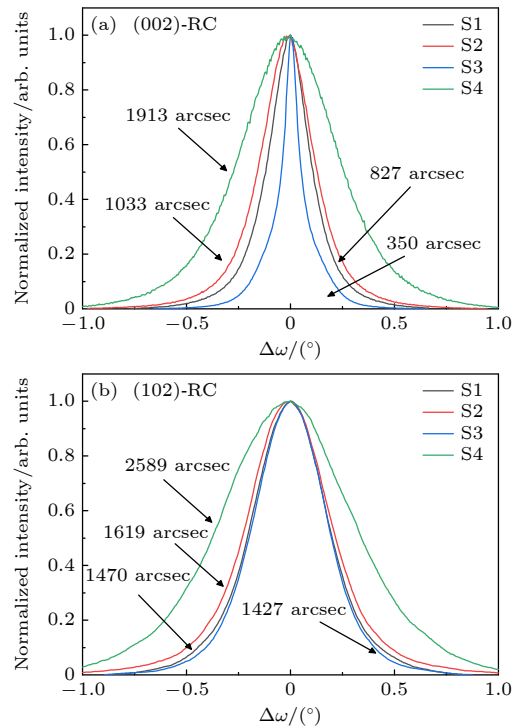 (a) (002)-RC
S1
S2
S3
S4
1913 arcsec
1033 arcsec
827 arcsec
350 arcsec
Normalized intensity/arb. units
1.0
0.8
0.6
0.4
0.2
0
−1.0 −0.5 0 0.5 1.0
Δω/(°)
(b) (102)-RC
S1
S2
S3
S4
2589 arcsec
1619 arcsec
1470 arcsec
1427 arcsec
Normalized intensity/arb. units
1.0
0.8
0.6
0.4
0.2
0
−1.0 −0.5 0 0.5 1.0
Δω/(°)